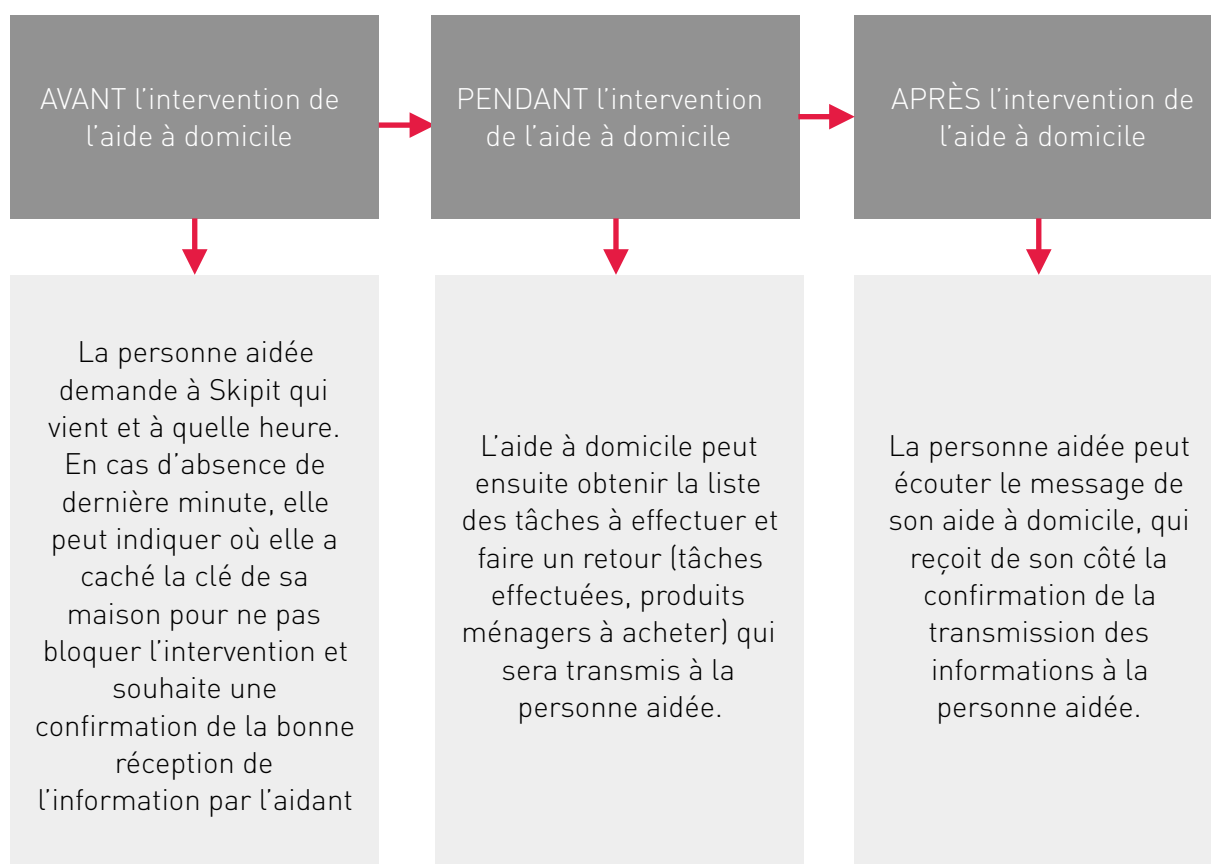 AVANT l’intervention de
l’aide à domicile
PENDANT l’intervention
de l’aide à domicile
APRÈS l’intervention de
l’aide à domicile
La personne aidée
demande à Skipit qui
vient et à quelle heure.
En cas d’absence de
dernière minute, elle
peut indiquer où elle a
caché la clé de sa
maison pour ne pas
bloquer l’intervention et
souhaite une
confirmation de la bonne
réception de
l’information par l’aidant
L’aide à domicile peut
ensuite obtenir la liste
des tâches à effectuer et
faire un retour (tâches
effectuées, produits
ménagers à acheter) qui
sera transmis à la
personne aidée.
La personne aidée peut
écouter le message de
son aide à domicile, qui
reçoit de son côté la
confirmation de la
transmission des
informations à la
personne aidée.